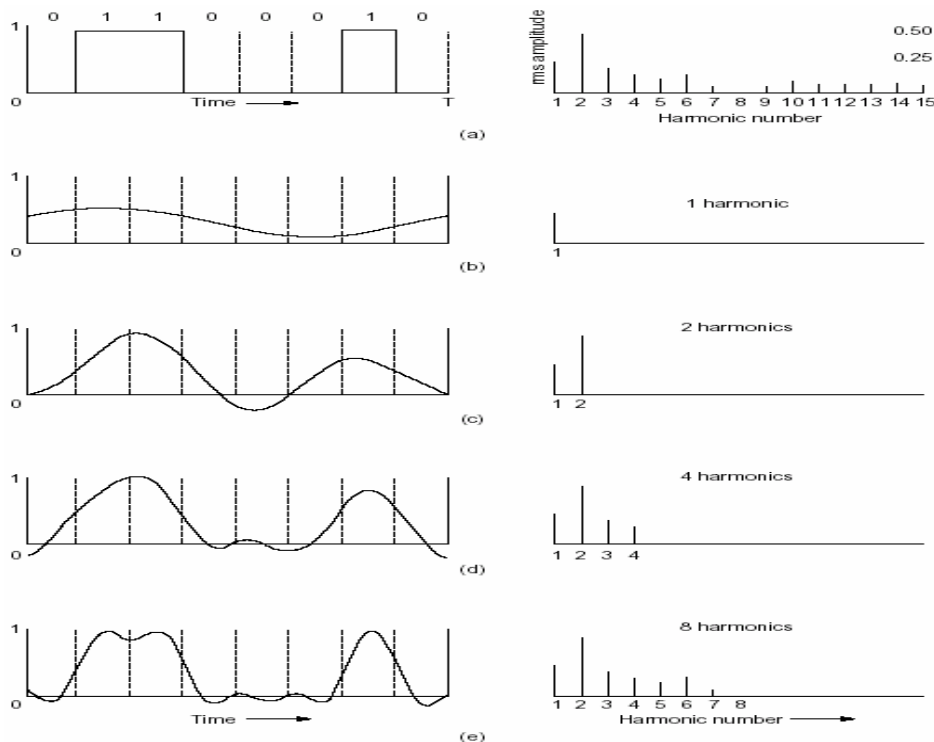 0 1 1 0 0 0 1 0
1
0
Time
T
rms amplitude
0.50
0.25
1 2 3 4 5 6 7 8 9 10 11 12 13 14 15
Harmonic number
(a)
1
0
1 harmonic
1
(b)
1
0
2 harmonics
1 2
(c)
1
0
4 harmonics
1 2 3 4
(d)
1
0
Time
8 harmonics
1 2 3 4 5 6 7 8
Harmonic number
(e)